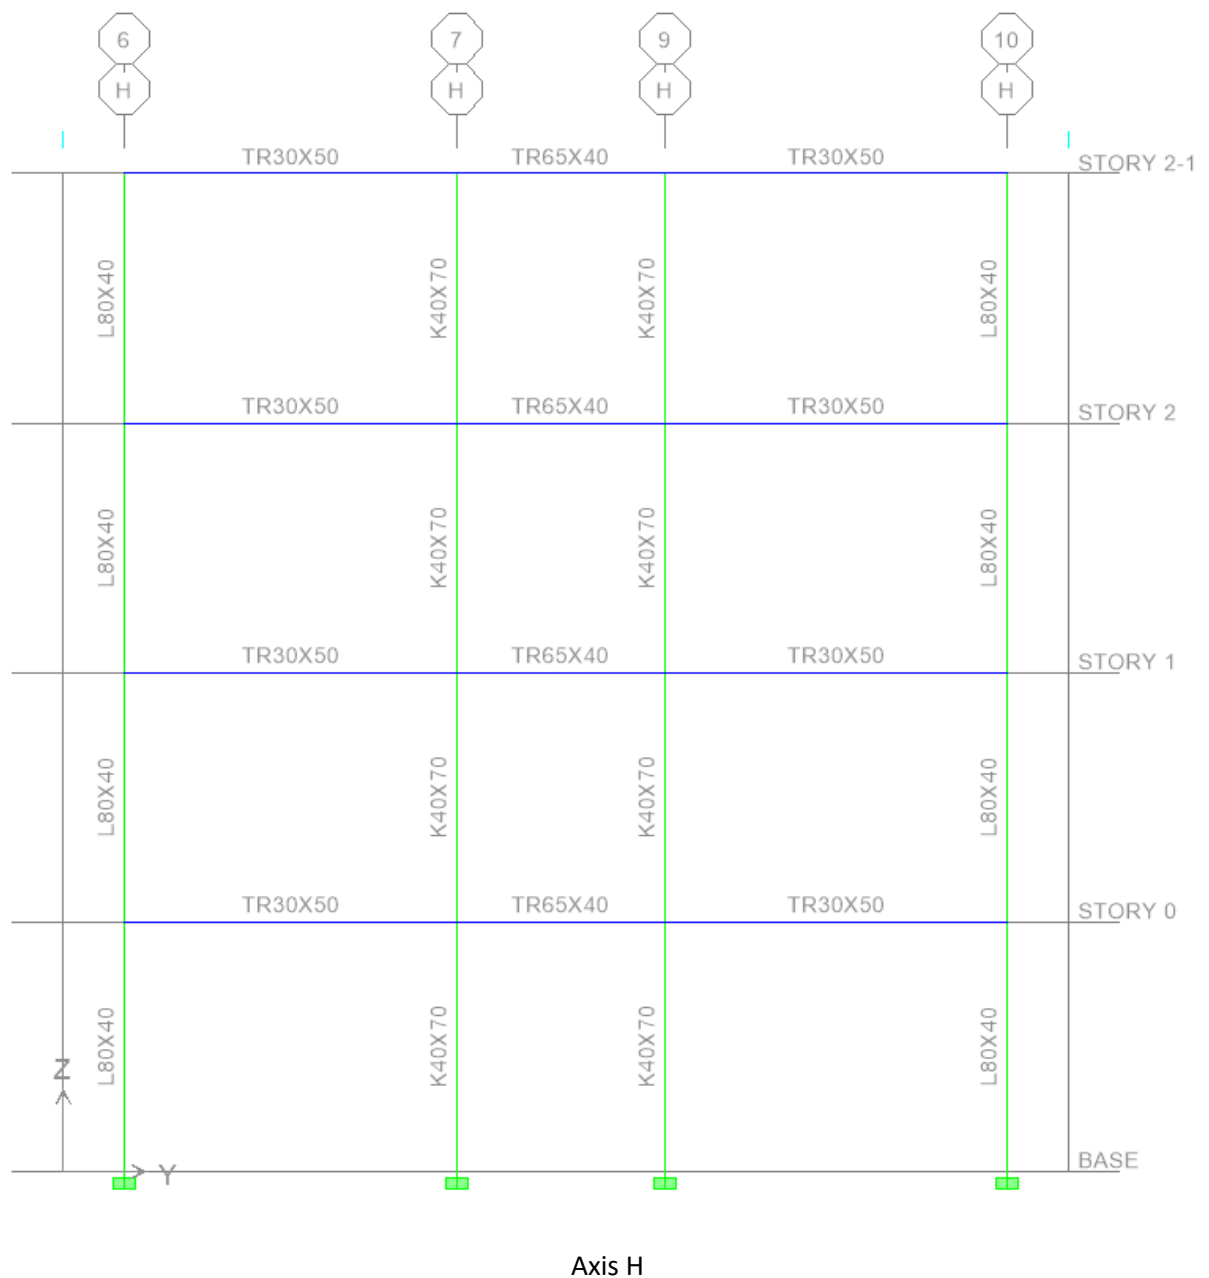 6 7 9 10
H H H H
TR30X50 TR65X40 TR30X50 STORY 2-1
L80X40 K40X70 K40X70 L80X40
TR30X50 TR65X40 TR30X50 STORY 2
L80X40 K40X70 K40X70 L80X40
TR30X50 TR65X40 TR30X50 STORY 1
L80X40 K40X70 K40X70 L80X40
TR30X50 TR65X40 TR30X50 STORY 0
L80X40 K40X70 K40X70 L80X40
Z
BASE
Y
Axis H